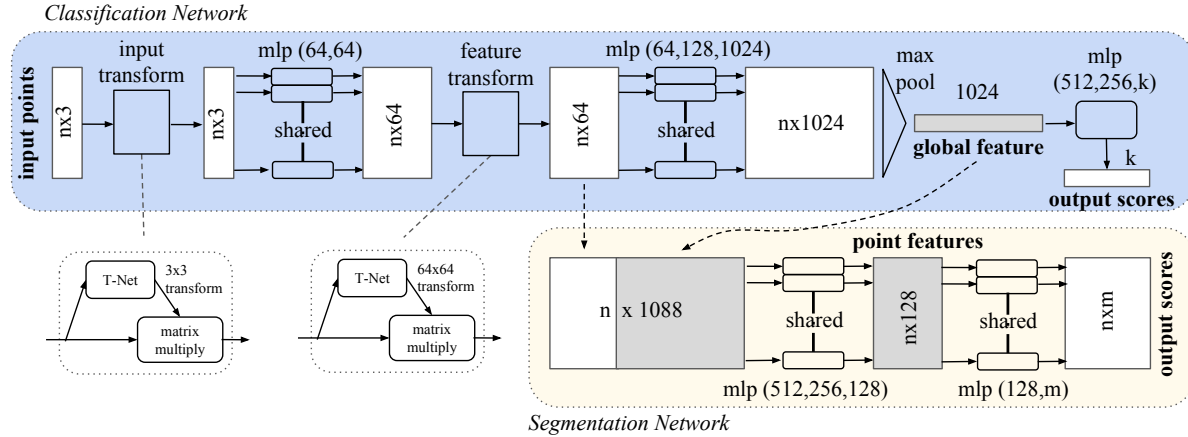 Classification Network
input points
nx3
input
transform
nx3
mlp (64,64)
shared
nx64
feature
transform
nx64
mlp (64,128,1024)
shared
nx1024
max
pool
1024
global feature
mlp
(512,256,k)
k
output scores
T-Net
3x3
transform
matrix
multiply
T-Net
64x64
transform
matrix
multiply
point features
n x 1088
shared
mlp (512,256,128)
nx128
shared
mlp (128,m)
nxm
output scores
Segmentation Network